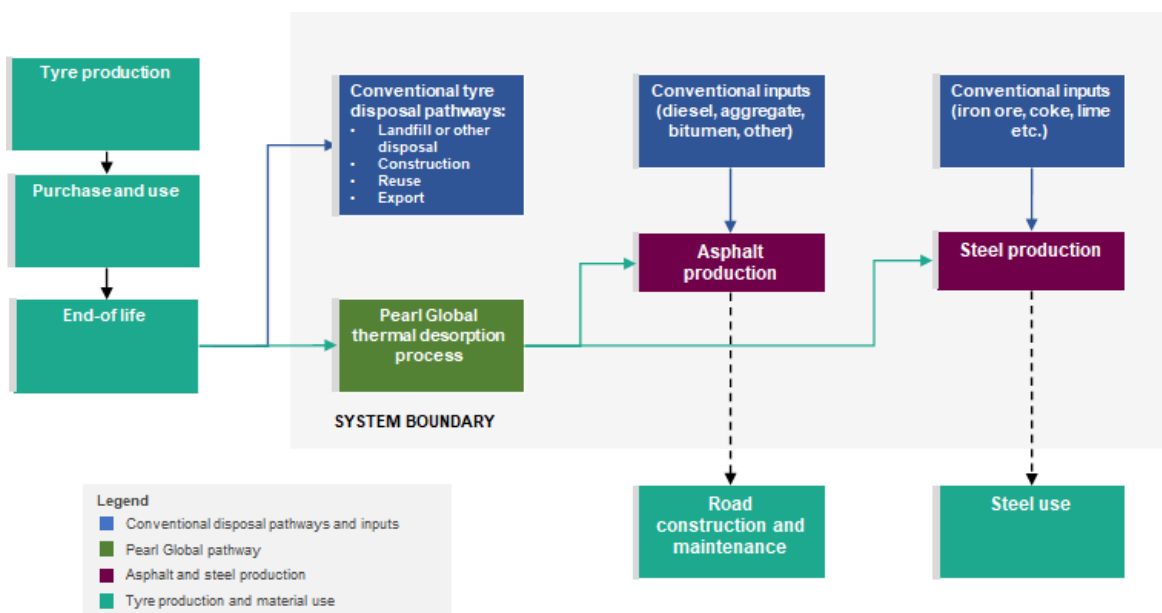 Tyre production
Purchase and use
End-of life
Conventional tyre
disposal pathways:
• Landfill or other
disposal
• Construction
• Reuse
• Export
Pearl Global
thermal desorption
process
SYSTEM BOUNDARY
Conventional inputs
(diesel, aggregate,
bitumen, other)
Asphalt
production
Road
construction and
maintenance
Conventional inputs
(iron ore, coke, lime
etc.)
Steel production
Steel use
Legend
Conventional disposal pathways and inputs
Pearl Global pathway
Asphalt and steel production
Tyre production and material use